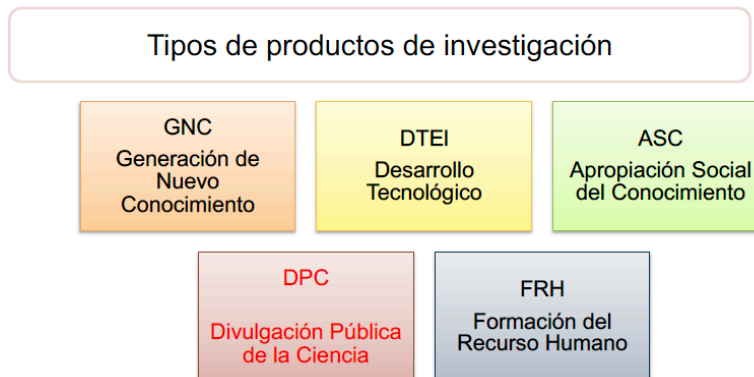 Tipos de productos de investigación
GNC
Generación de
Nuevo
Conocimiento
DTEI
Desarrollo
Tecnológico
ASC
Apropiación Social
del Conocimiento
DPC
Divulgación Pública
de la Ciencia
FRH
Formación del
Recurso Humano